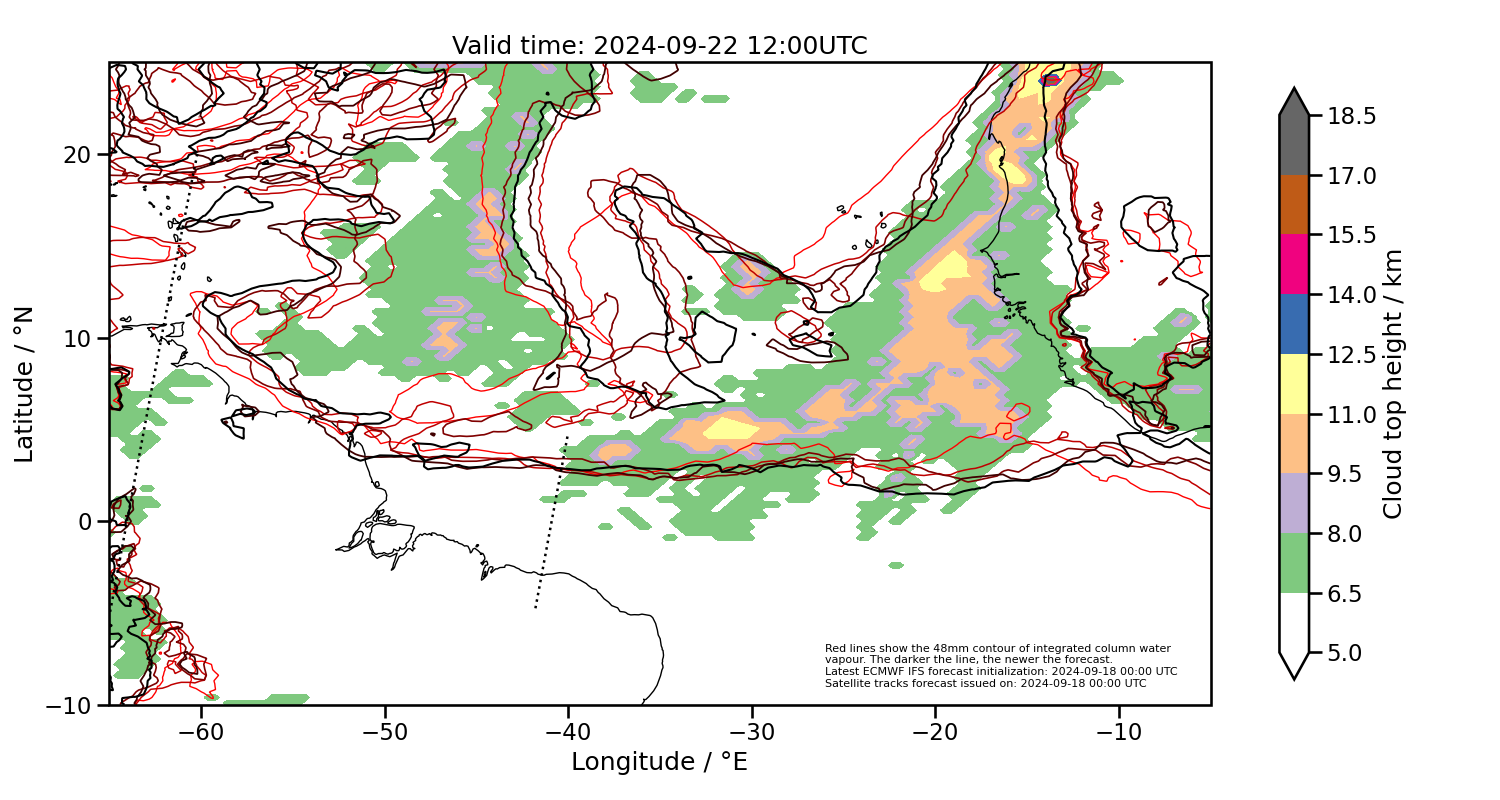 Valid time: 2024-09-22 12:00UTC
Latitude / °N
20
10
0
−10
−60
−50
−40
−30
−20
−10
Longitude / °E
Red lines show the 48mm contour of integrated column water
vapour. The darker the line, the newer the forecast.
Latest ECMWF IFS forecast initialization: 2024-09-18 00:00 UTC
Satellite tracks forecast issued on: 2024-09-18 00:00 UTC
18.5
17.0
15.5
14.0
12.5
11.0
9.5
8.0
6.5
5.0
Cloud top height / km